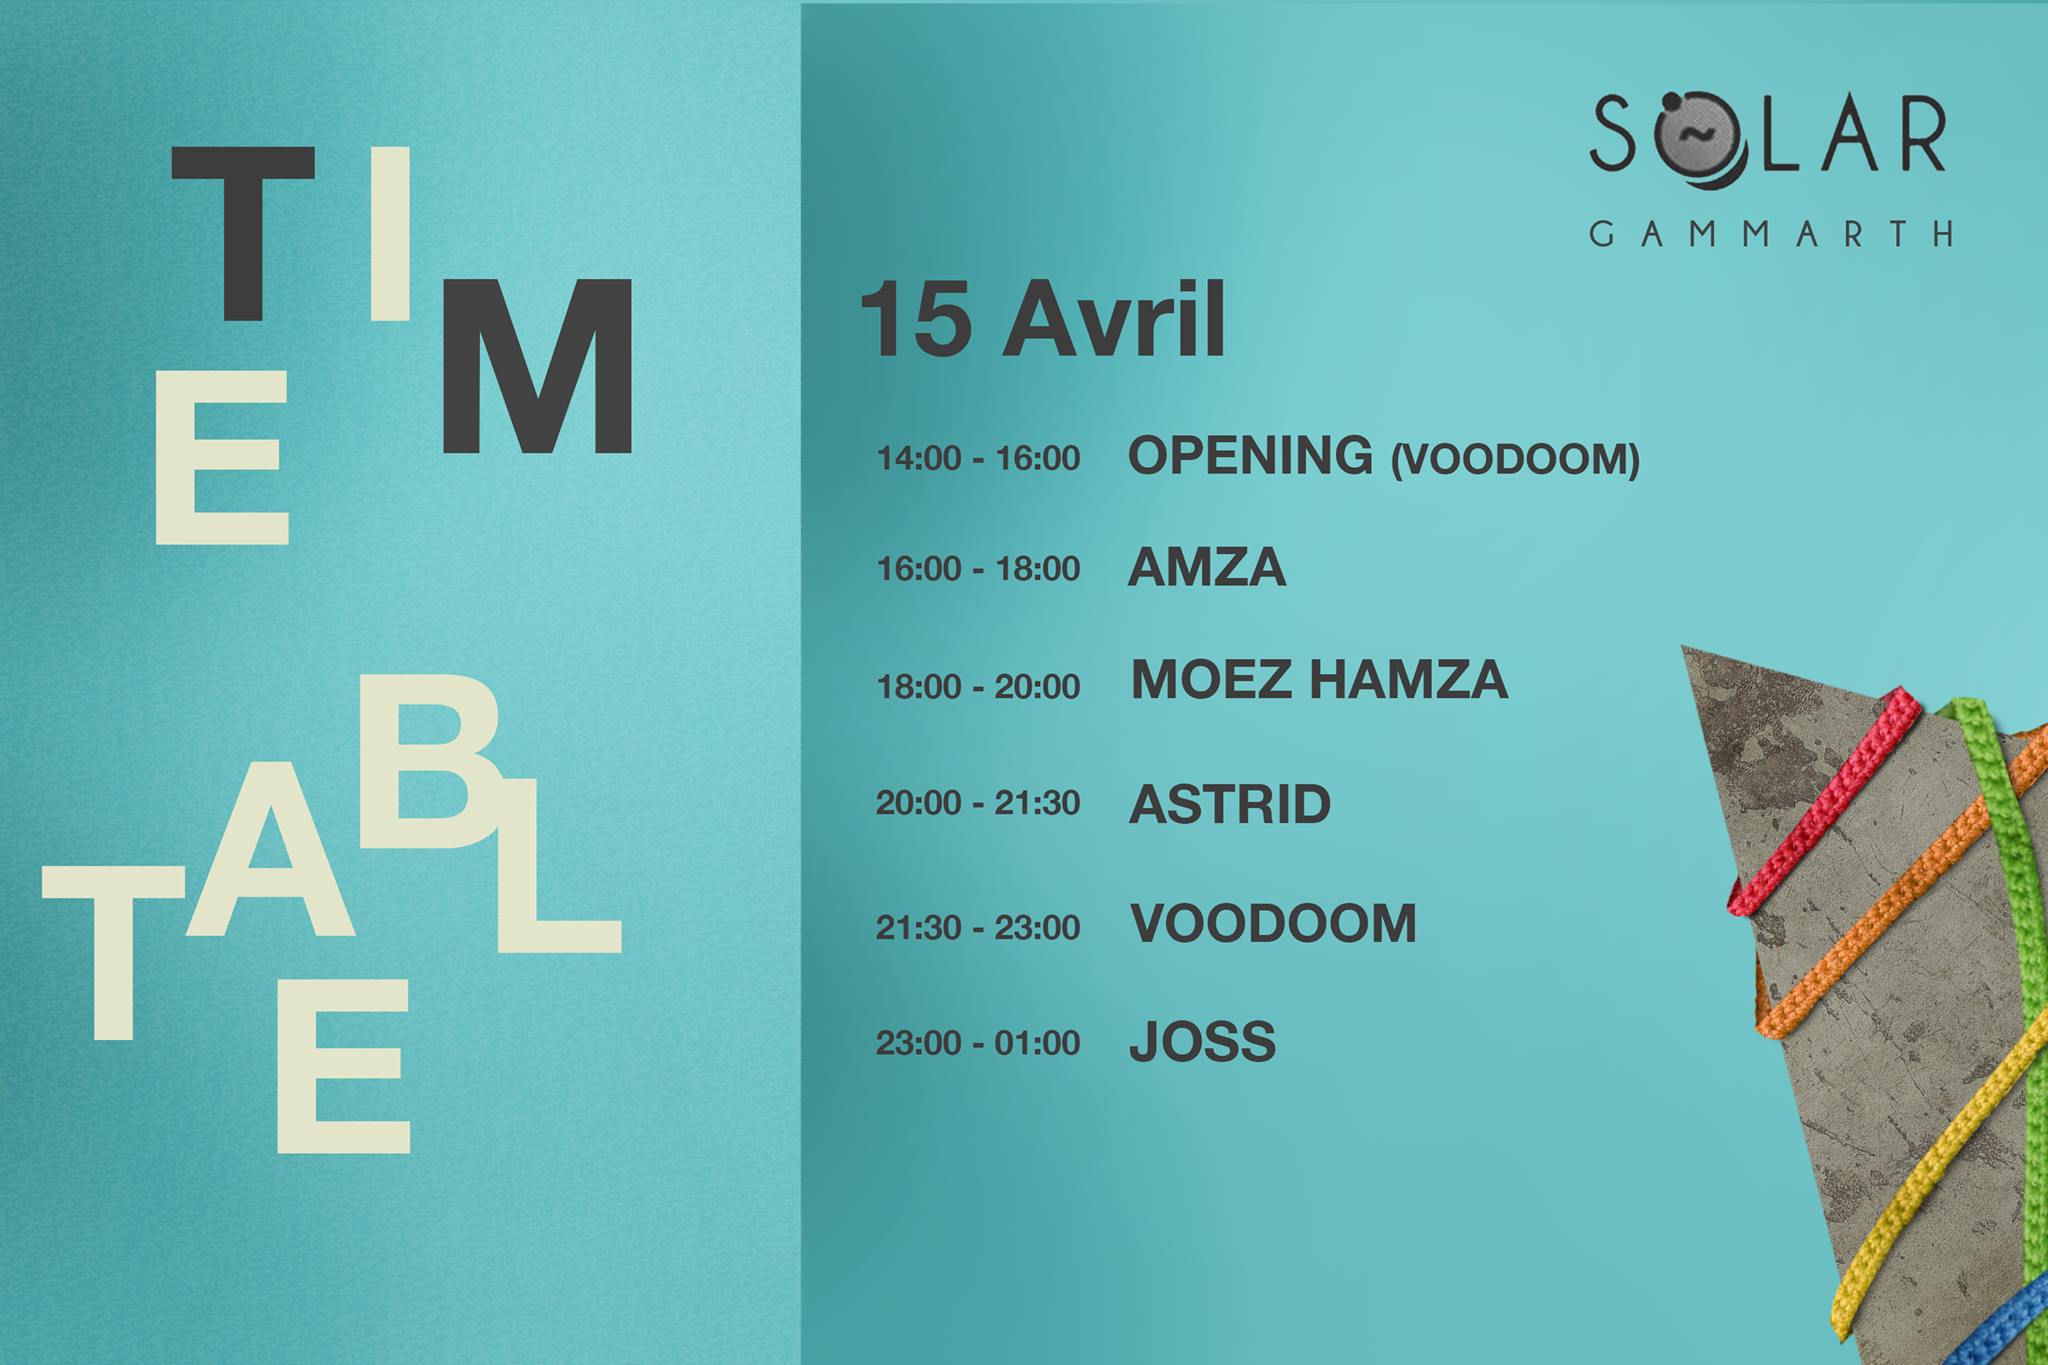 TIM
E
TABLE
SOLAR
GAMMARTH
15 Avril
14:00 - 16:00 OPENING (VOODOOM)
16:00 - 18:00 AMZA
18:00 - 20:00 MOEZ HAMZA
20:00 - 21:30 ASTRID
21:30 - 23:00 VOODOOM
23:00 - 01:00 JOSS